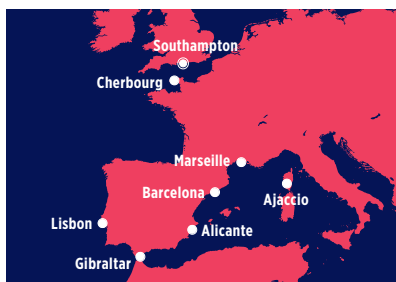 Southampton
Cherbourg
Marseille
Barcelona
Ajaccio
Lisbon
Alicante
Gibraltar